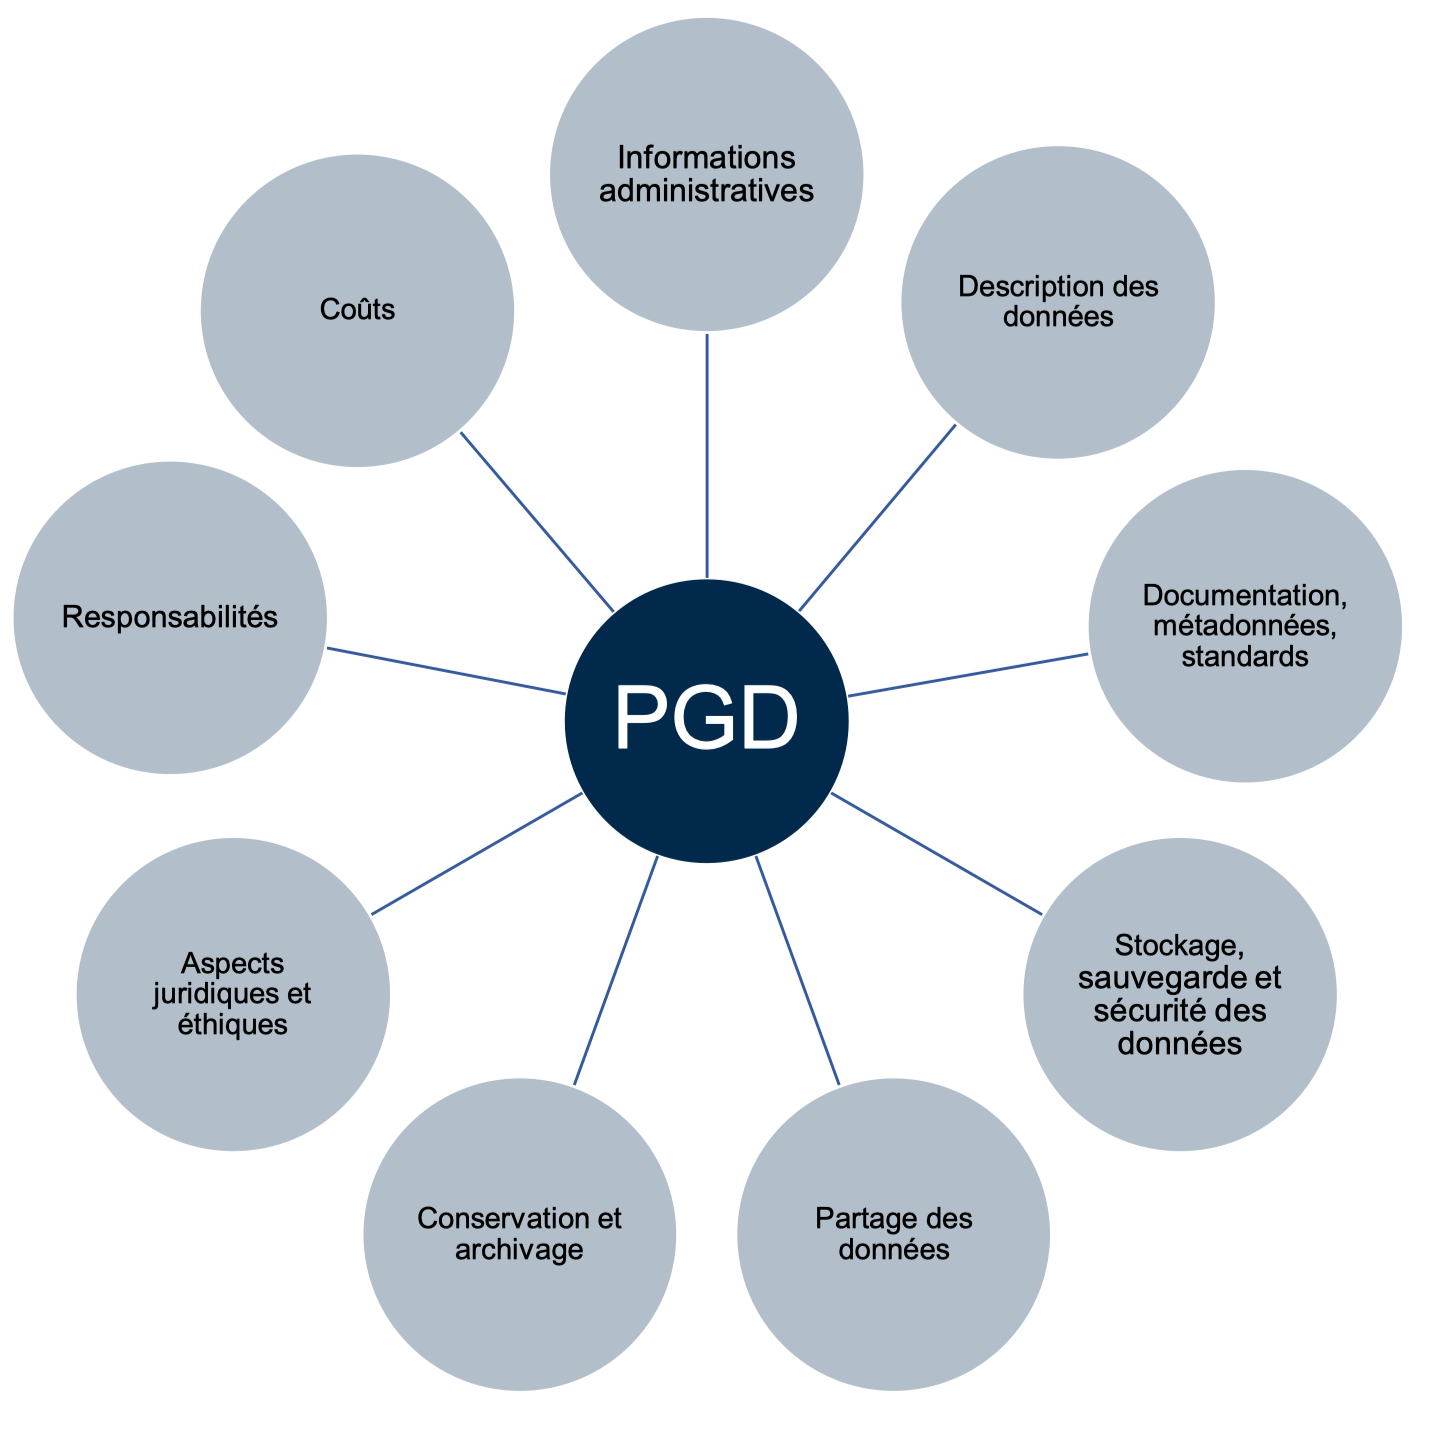 Informations
administratives
Description des
données
Documentation,
métadonnées,
standards
Stockage,
sauvegarde et
sécurité des
données
Partage des
données
Conservation et
archivage
Aspects
juridiques et
éthiques
Responsabilités
Coûts
PGD